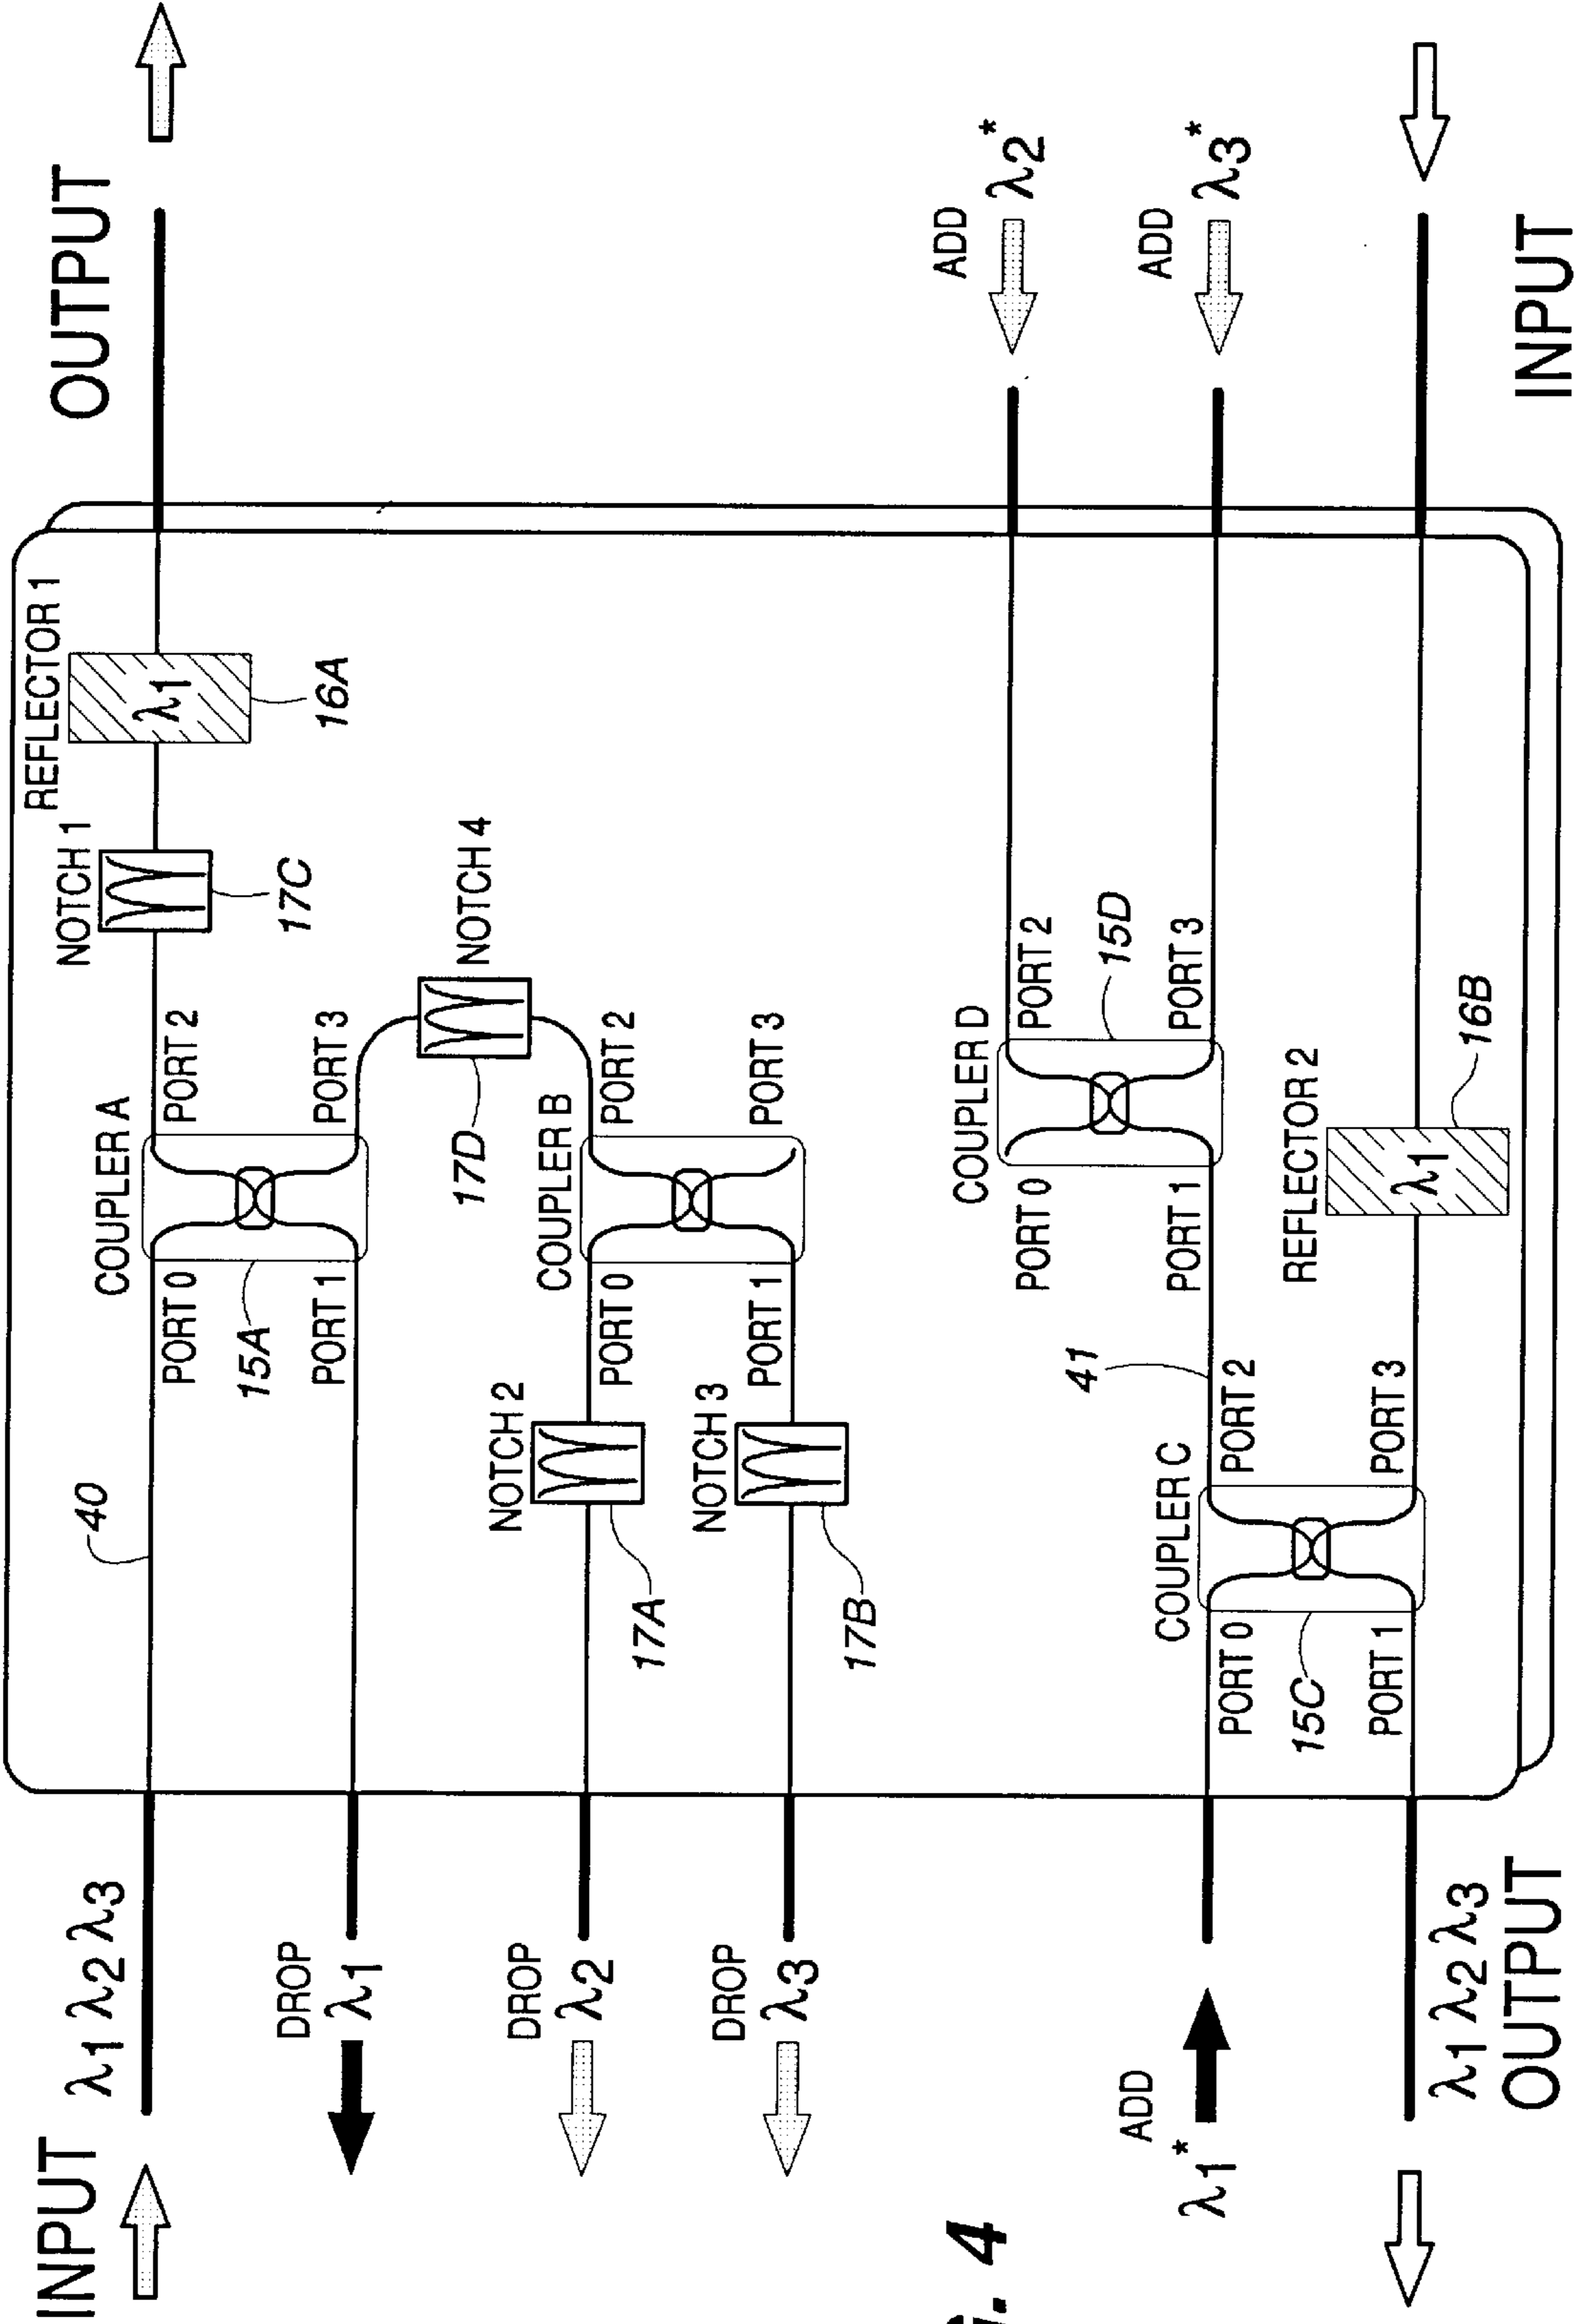 INPUT
λ1 λ2 λ3
40
COUPLER A
PORT 0
PORT 2
15A
PORT 1
PORT 3
NOTCH 1
17C
REFLECTOR 1
λ1
16A
OUTPUT
DROP
λ1
NOTCH 4
17D
DROP
λ2
NOTCH 2
17A
COUPLER B
PORT 0
PORT 2
DROP
λ3
NOTCH 3
17B
PORT 1
PORT 3
COUPLER D
PORT 0
PORT 2
15D
PORT 1
PORT 3
ADD
λ2*
ADD
λ3*
ADD
λ1*
COUPLER C
PORT 0
PORT 2
41
15C
PORT 1
PORT 3
REFLECTOR 2
λ1
16B
λ1 λ2 λ3
OUTPUT
INPUT
4